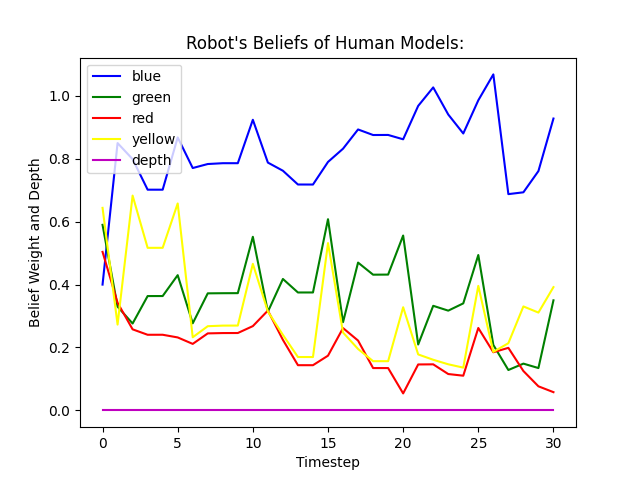 Robot's Beliefs of Human Models:
blue
green
red
yellow
depth
Belief Weight and Depth
1.0
0.8
0.6
0.4
0.2
0.0
0 5 10 15 20 25 30
Timestep